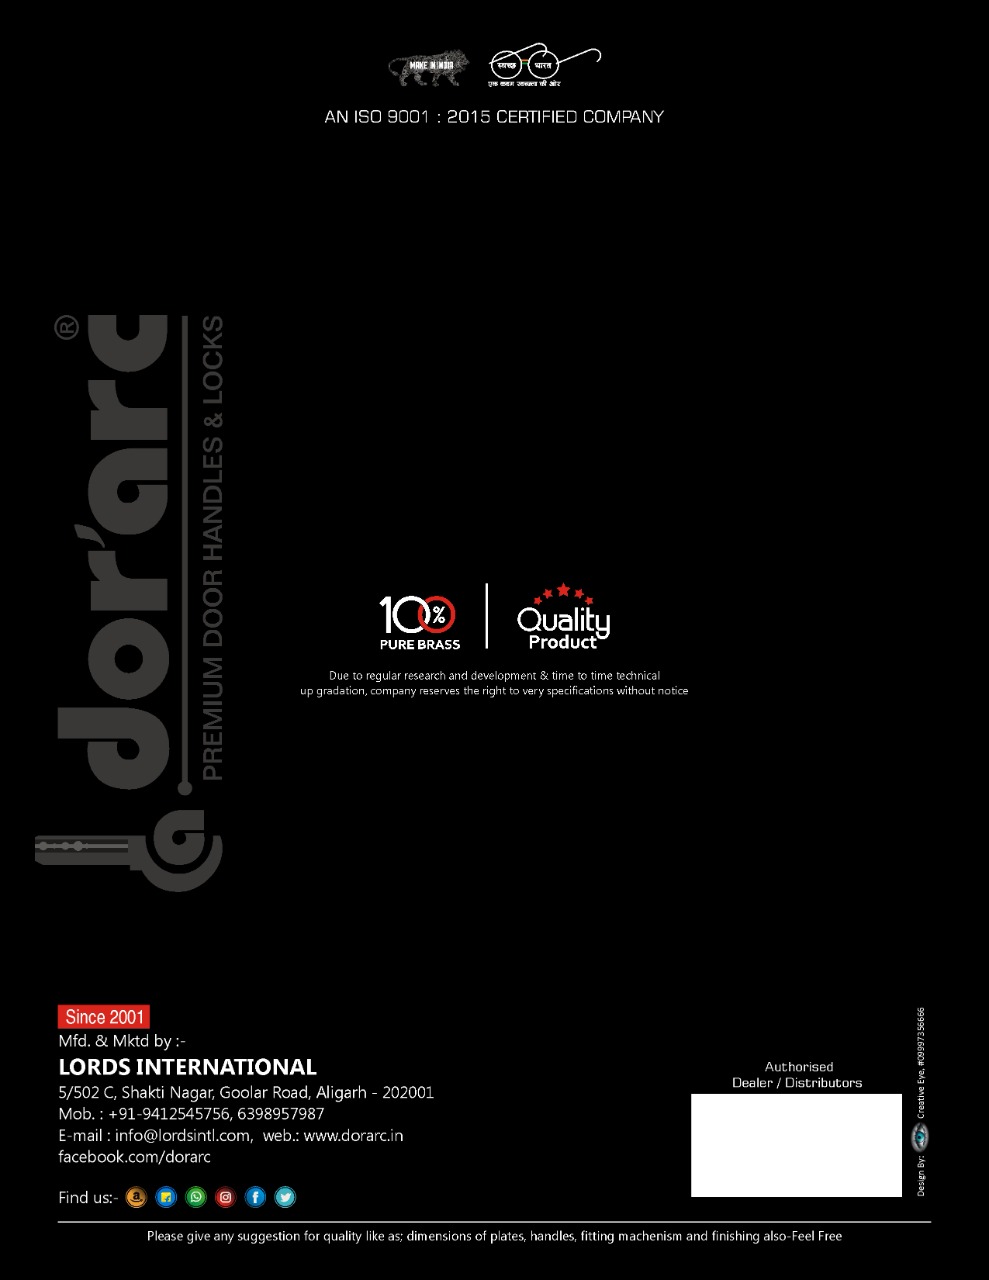 MAKE IN INDIA
स्वच्छ भारत
एक कदम स्वच्छता की ओर
AN ISO 9001 : 2015 CERTIFIED COMPANY
dor'arc®
PREMIUM DOOR HANDLES & LOCKS
100%
PURE BRASS
Quality
Product
Due to regular research and development & time to time technical
up gradation, company reserves the right to very specifications without notice
Since 2001
Mfd. & Mktd by :-
LORDS INTERNATIONAL
5/502 C, Shakti Nagar, Goolar Road, Aligarh - 202001
Mob. : +91-9412545756, 6398957987
E-mail : info@lordsintl.com, web.: www.dorarc.in
facebook.com/dorarc
Find us:-
Authorised
Dealer / Distributors
Design By: Creative Eye, #09997356666
Please give any suggestion for quality like as; dimensions of plates, handles, fitting machenism and finishing also-Feel Free